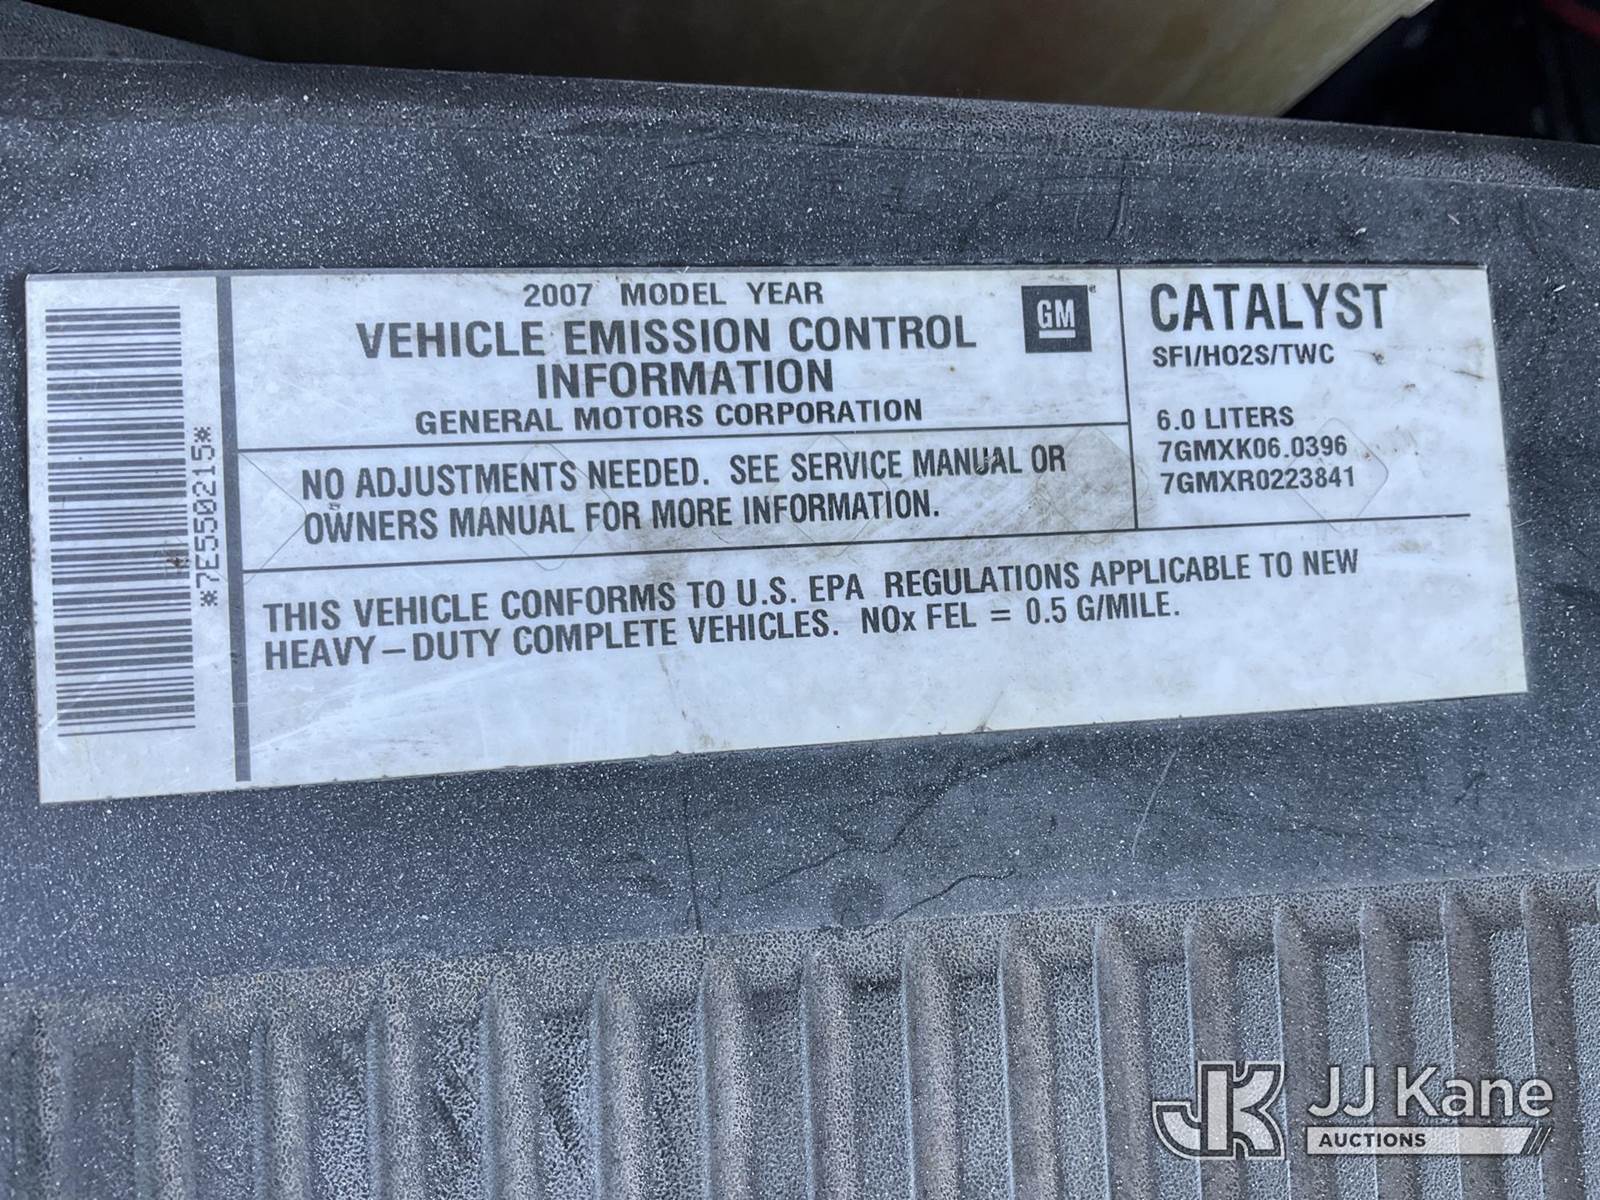 2007 MODEL YEAR
VEHICLE EMISSION CONTROL
INFORMATION
GENERAL MOTORS CORPORATION
GM
NO ADJUSTMENTS NEEDED. SEE SERVICE MANUAL OR
OWNERS MANUAL FOR MORE INFORMATION.
CATALYST
SFI/HO2S/TWC
6.0 LITERS
7GMXK06.0396
7GMXR0223841
THIS VEHICLE CONFORMS TO U.S. EPA REGULATIONS APPLICABLE TO NEW
HEAVY-DUTY COMPLETE VEHICLES. NOx FEL = 0.5 G/MILE.
*7E550215*
JK JJ Kane
AUCTIONS